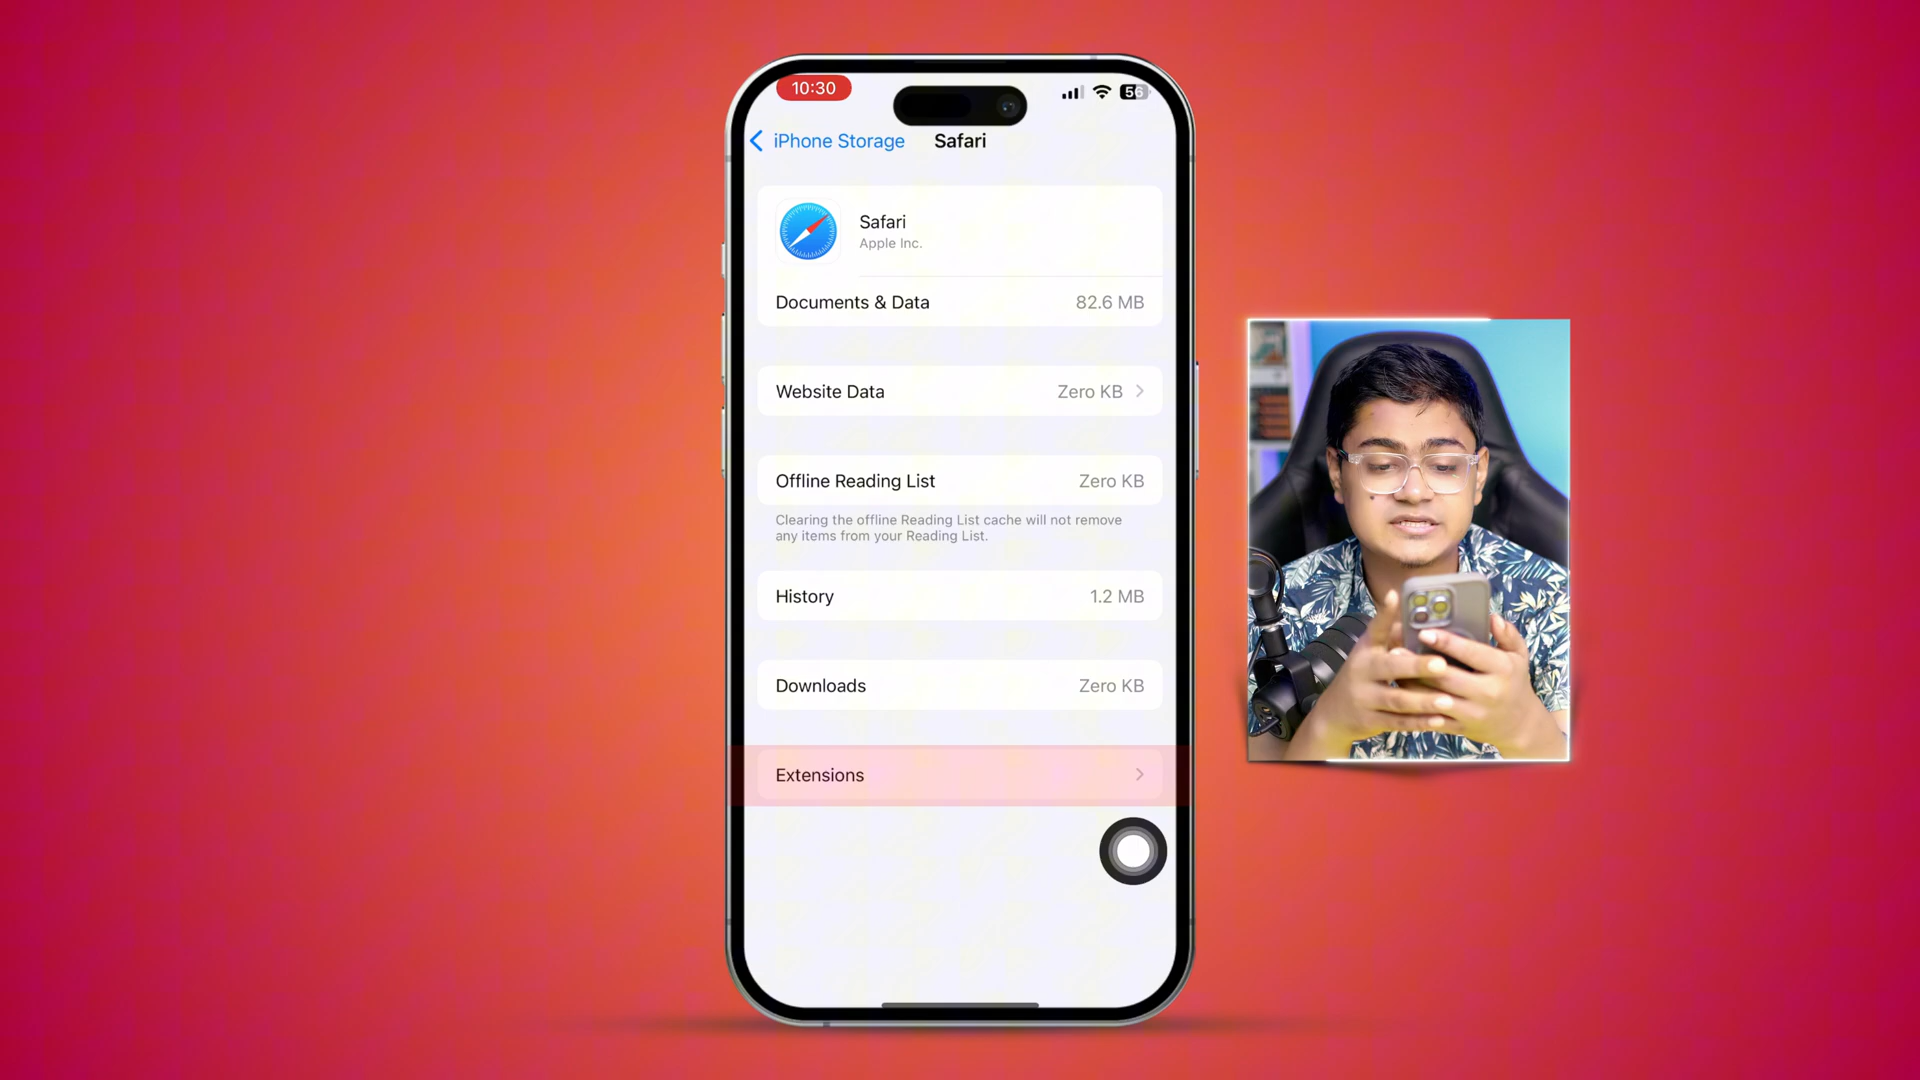 10:30
56
iPhone Storage
Safari
Safari
Apple Inc.
Documents & Data
82.6 MB
Website Data
Zero KB
Offline Reading List
Zero KB
Clearing the offline Reading List cache will not remove
any items from your Reading List.
History
1.2 MB
Downloads
Zero KB
Extensions